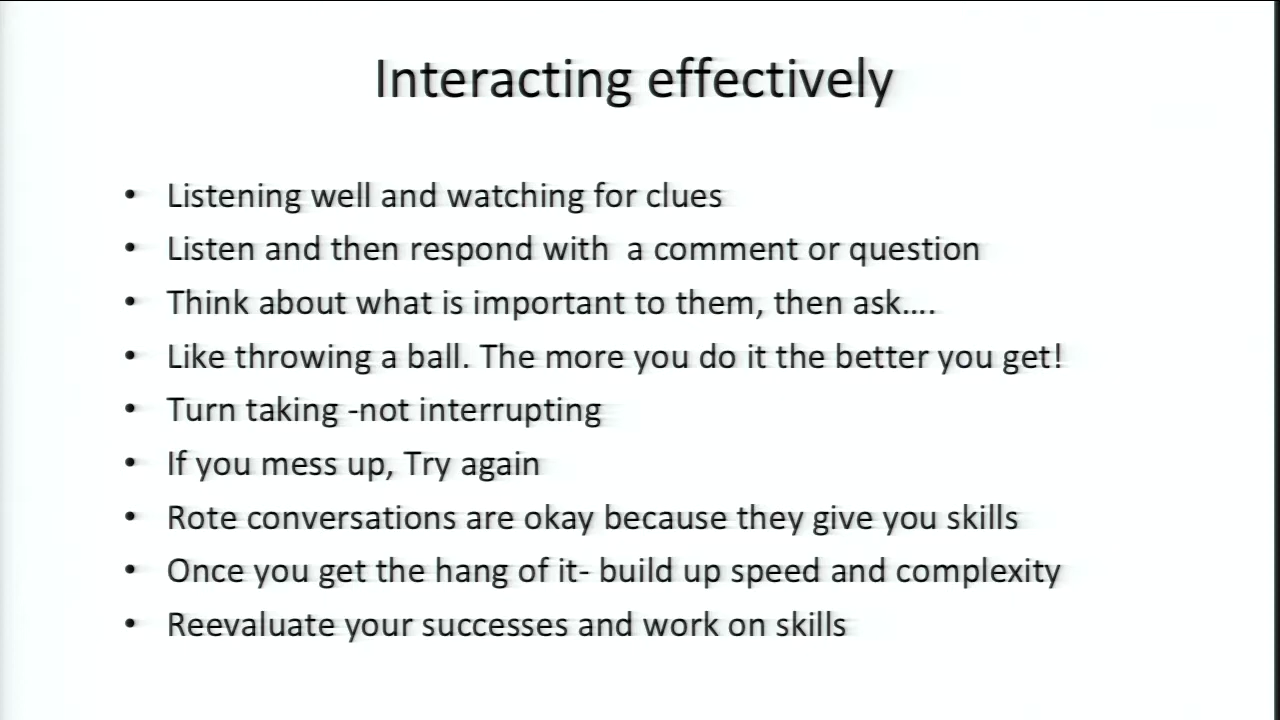 Interacting effectively
• Listening well and watching for clues
• Listen and then respond with  a comment or question
• Think about what is important to them, then ask....
• Like throwing a ball. The more you do it the better you get!
• Turn taking -not interrupting
• If you mess up, Try again
• Rote conversations are okay because they give you skills
• Once you get the hang of it- build up speed and complexity
• Reevaluate your successes and work on skills